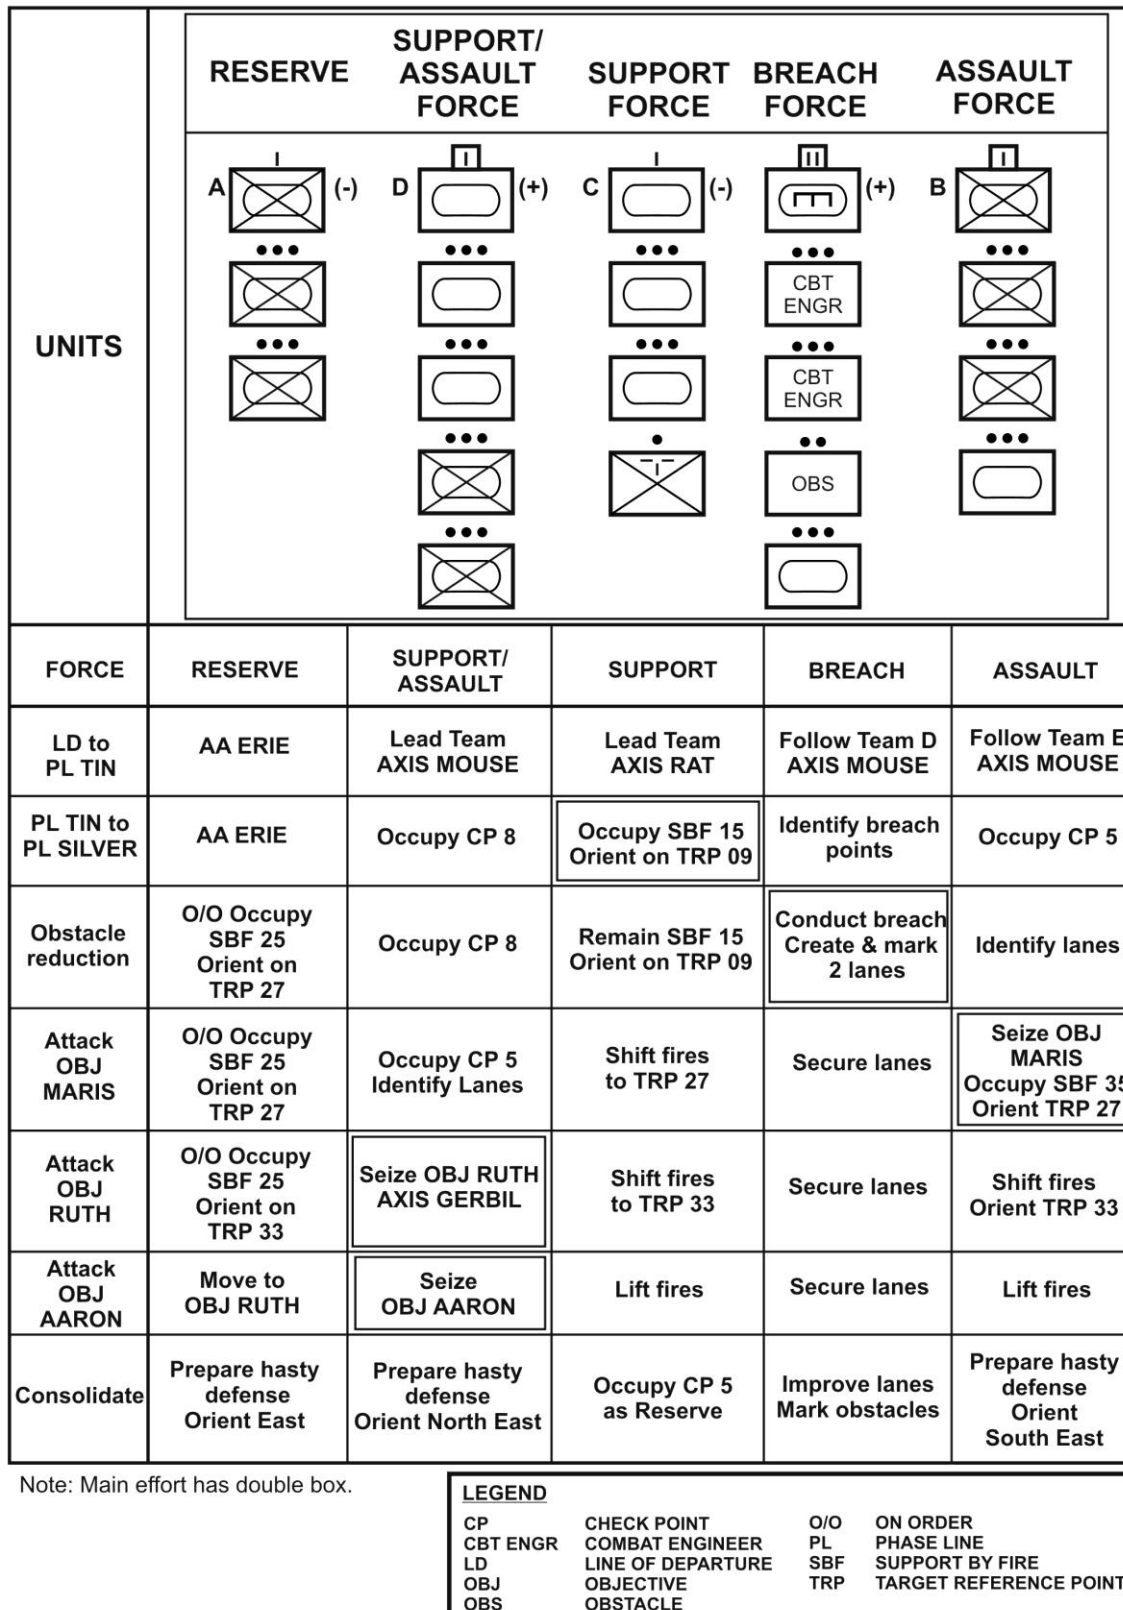 SUPPORT/
RESERVE ASSAULT SUPPORT BREACH ASSAULT
FORCE FORCE FORCE FORCE
I I I II I
A (-) D (+) C (-) (+) B
CBT
ENGR
UNITS
CBT
ENGR
OBS
FORCE
RESERVE
SUPPORT/
ASSAULT
SUPPORT
BREACH
ASSAULT
LD to
PL TIN
AA ERIE
Lead Team
AXIS MOUSE
Lead Team
AXIS RAT
Follow Team D
AXIS MOUSE
Follow Team
AXIS MOUSE
PL TIN to
PL SILVER
AA ERIE
Occupy CP 8
Occupy SBF 15
Orient on TRP 09
Identify breach
points
Occupy CP 5
Obstacle
reduction
O/O Occupy
SBF 25
Orient on
TRP 27
Occupy CP 8
Remain SBF 15
Orient on TRP 09
Conduct breach
Create & mark
2 lanes
Identify lanes
Attack
OBJ
MARIS
O/O Occupy
SBF 25
Orient on
TRP 27
Occupy CP 5
Identify Lanes
Shift fires
to TRP 27
Secure lanes
Seize OBJ
MARIS
Occupy SBF 35
Orient TRP 27
Attack
OBJ
RUTH
O/O Occupy
SBF 25
Orient on
TRP 33
Seize OBJ RUTH
AXIS GERBIL
Shift fires
to TRP 33
Secure lanes
Shift fires
Orient TRP 33
Attack
OBJ
AARON
Move to
OBJ RUTH
Seize
OBJ AARON
Lift fires
Secure lanes
Lift fires
Consolidate
Prepare hasty
defense
Orient East
Prepare hasty
defense
Orient North East
Occupy CP 5
as Reserve
Improve lanes
Mark obstacles
Prepare hasty
defense
Orient
South East
Note: Main effort has double box.
LEGEND
CP CHECK POINT O/O ON ORDER
CBT ENGR COMBAT ENGINEER PL PHASE LINE
LD LINE OF DEPARTURE SBF SUPPORT BY FIRE
OBJ OBJECTIVE TRP TARGET REFERENCE POINT
OBS OBSTACLE